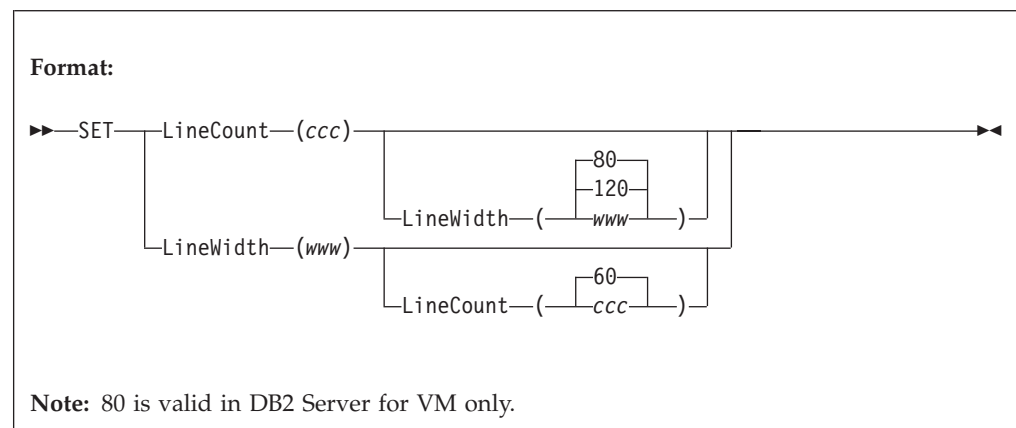 Format:
►►—SET—LineCount—(ccc)—►◄
80
120
LineWidth—(—www—)
LineWidth—(www)
60
LineCount—(—ccc—)
Note: 80 is valid in DB2 Server for VM only.